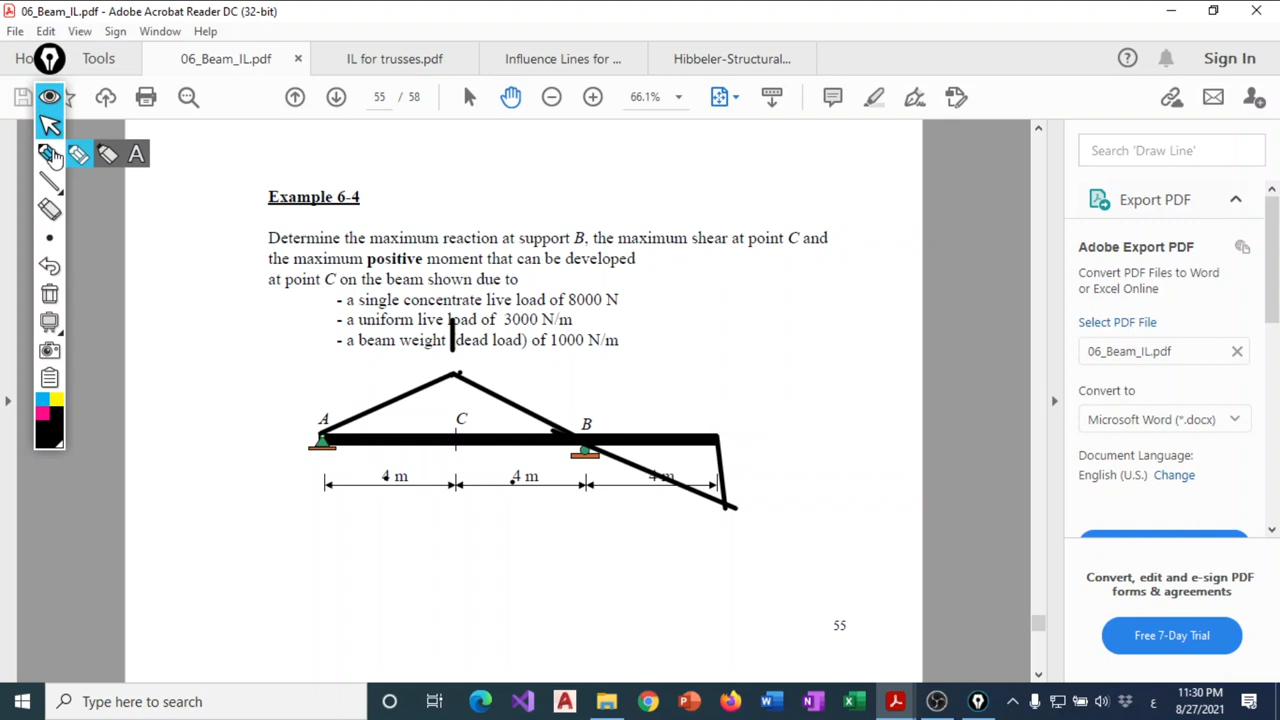 06_Beam_IL.pdf - Adobe Acrobat Reader DC (32-bit)
File Edit View Sign Window Help
Ho Tools 06_Beam_IL.pdf IL for trusses.pdf Influence Lines for ... Hibbeler-Structural... Sign In
55 / 58 66.1%
A
Search 'Draw Line'
Export PDF
Adobe Export PDF
Convert PDF Files to Word
or Excel Online
Select PDF File
06_Beam_IL.pdf
Convert to
Microsoft Word (*.docx)
Document Language:
English (U.S.) Change
Convert, edit and e-sign PDF
forms & agreements
Free 7-Day Trial
Example 6-4
Determine the maximum reaction at support B, the maximum shear at point C and
the maximum positive moment that can be developed
at point C on the beam shown due to
- a single concentrate live load of 8000 N
- a uniform live load of 3000 N/m
- a beam weight (dead load) of 1000 N/m
A C B
4 m 4 m 4 m
55
Type here to search
ع 11:30 PM
8/27/2021